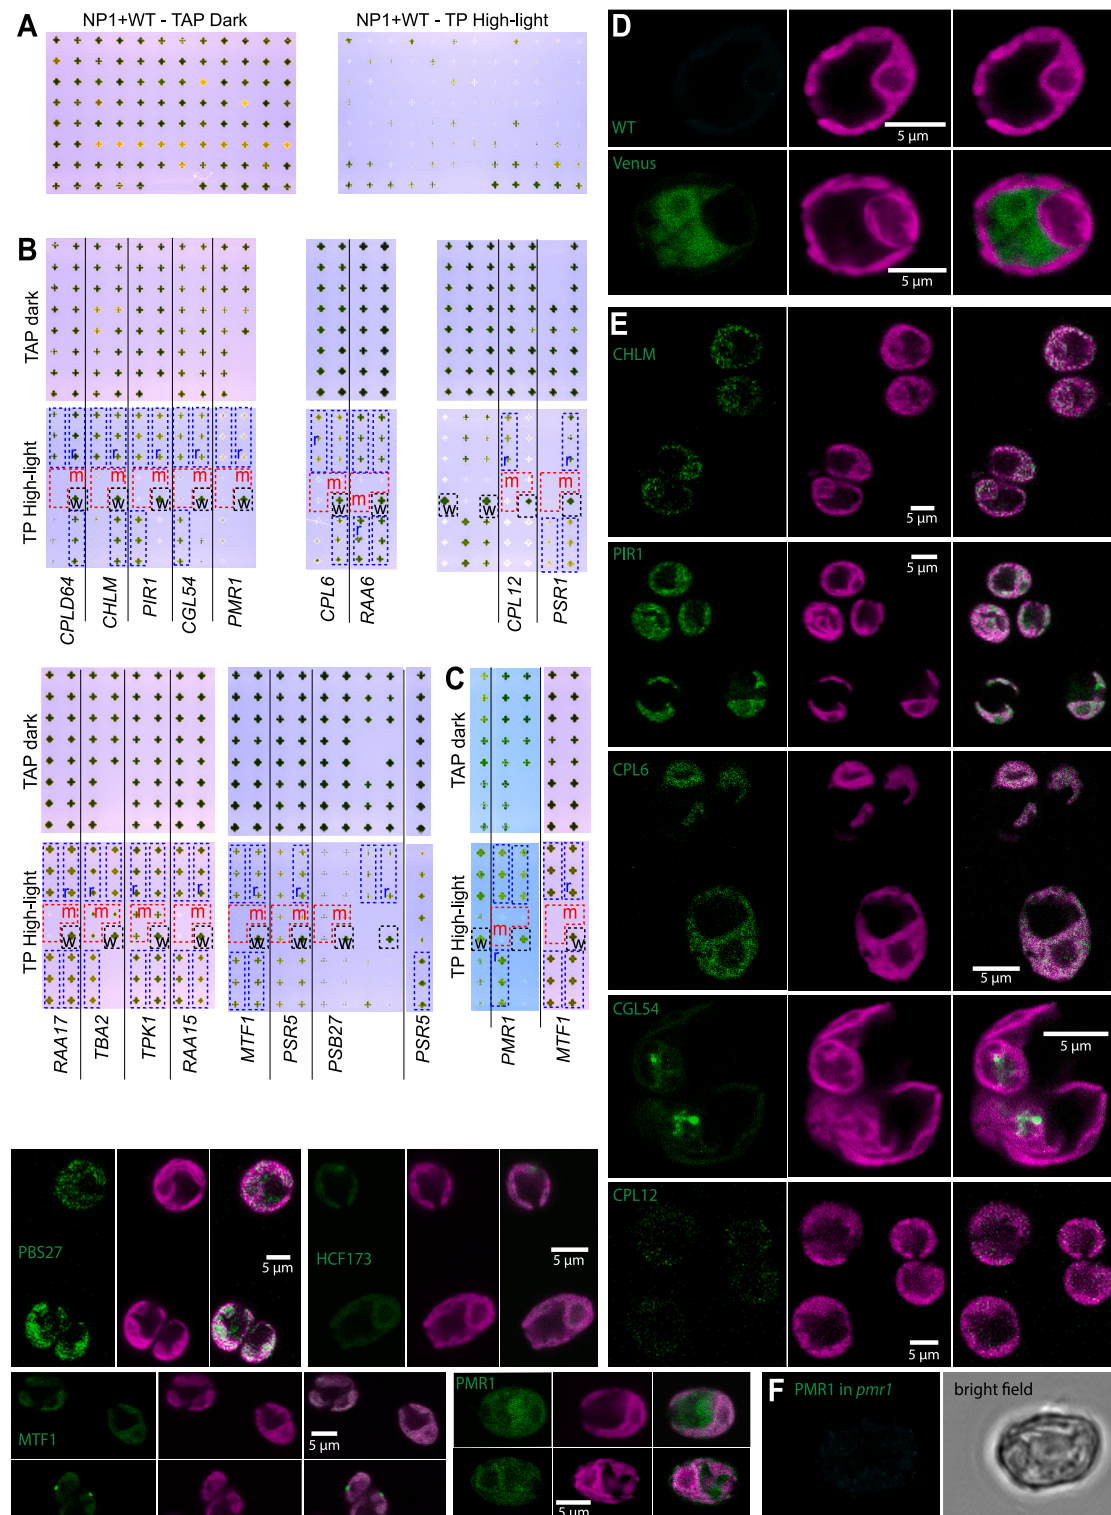 A
NP1+WT - TAP Dark
NP1+WT - TP High-light
B
TAP dark
TP High-light
r
r
r
r
r
m
m
m
m
m
w
w
w
w
w
r
m
m
w
w
r
r
r
m
m
w
w
w
w
CPLD64
CHLM
PIR1
CGL54
PMR1
CPL6
RAA6
CPL12
PSR1
TAP dark
TP High-light
r
r
r
r
m
m
m
m
w
w
w
w
r
r
m
m
m
w
w
w
RAA17
TBA2
TPK1
RAA15
MTF1
PSR5
PSB27
PSR5
C
TAP dark
TP High-light
r
m
m
w
w
w
r
PMR1
MTF1
D
WT
5 µm
Venus
5 µm
E
CHLM
5 µm
PIR1
5 µm
CPL6
5 µm
CGL54
5 µm
CPL12
5 µm
PBS27
5 µm
HCF173
5 µm
MTF1
5 µm
PMR1
5 µm
F
PMR1 in pmr1
bright field